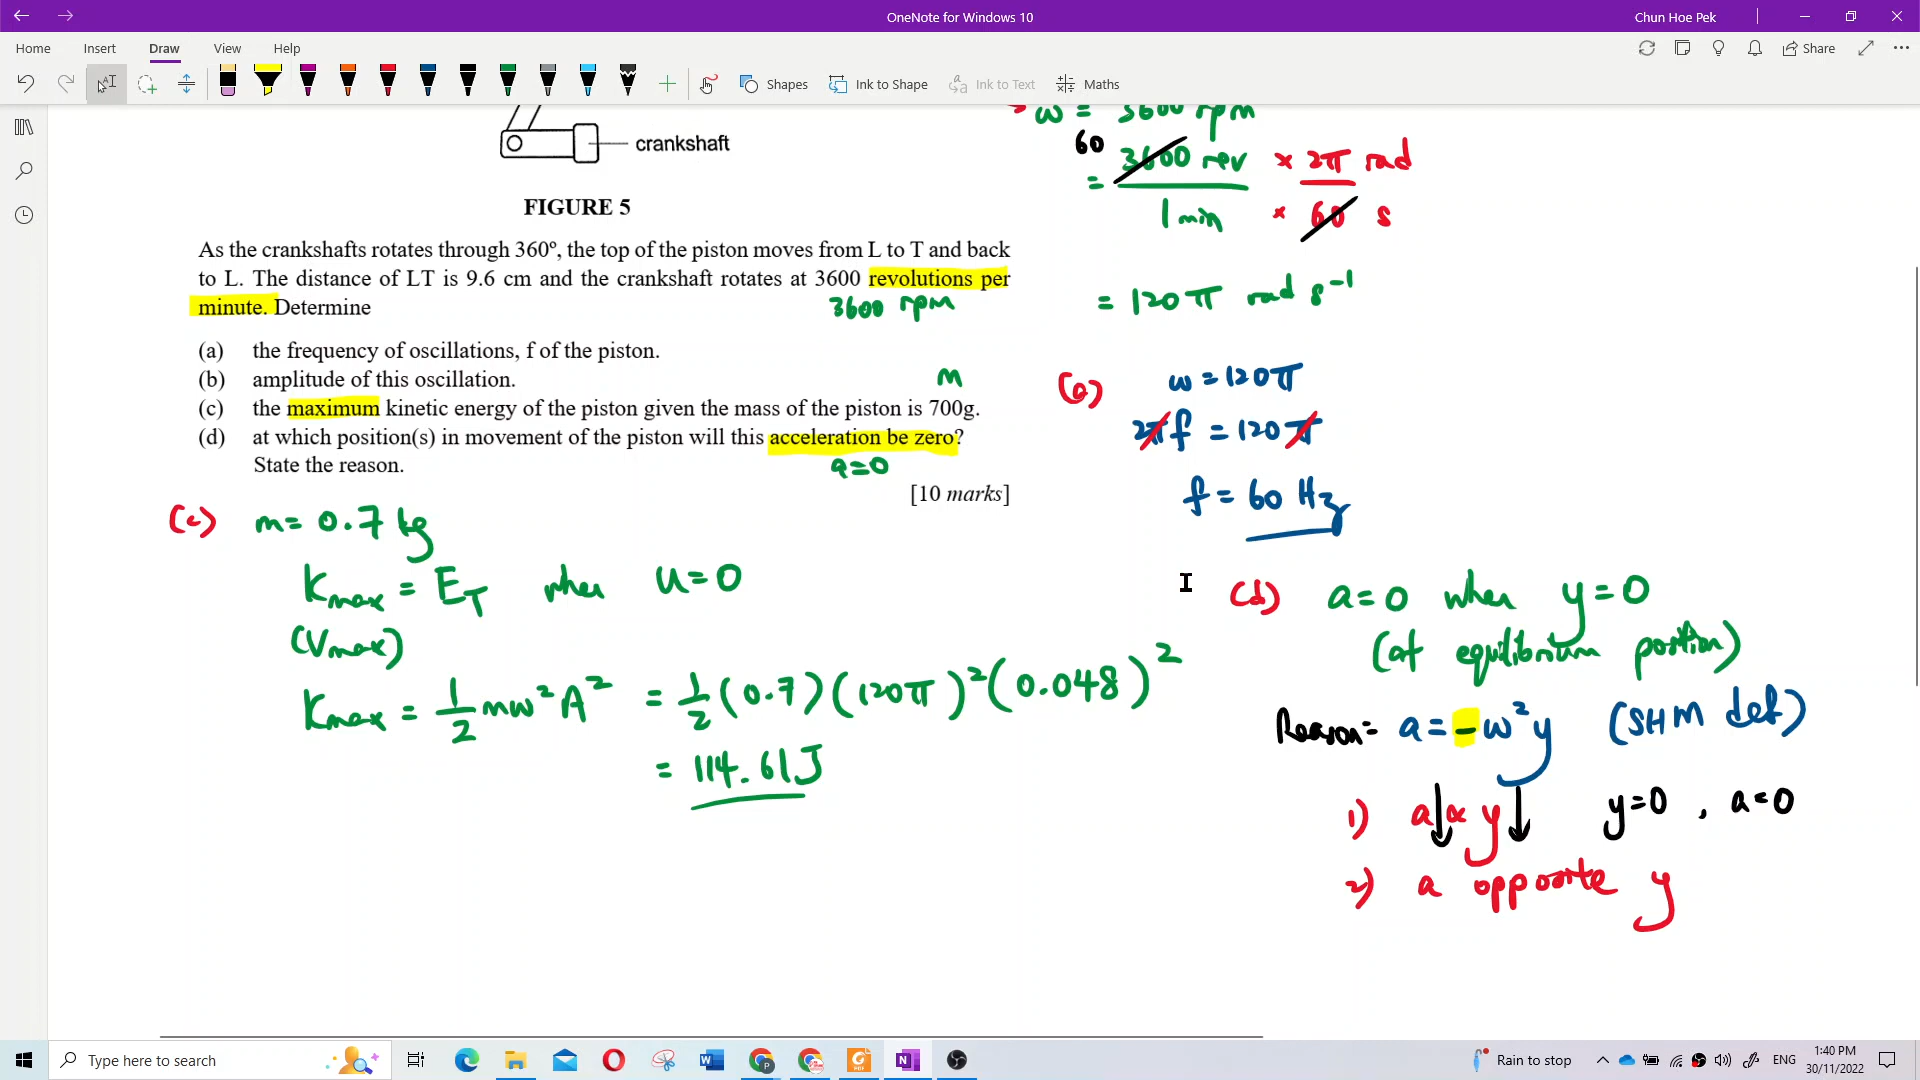 OneNote for Windows 10
Chun Hoe Pek
Home Insert Draw View Help
Share
Shapes Ink to Shape Ink to Text Maths
crankshaft
FIGURE 5
As the crankshafts rotates through 360º, the top of the piston moves from L to T and back
to L. The distance of LT is 9.6 cm and the crankshaft rotates at 3600 revolutions per
minute. Determine
3600 rpm
(a) the frequency of oscillations, f of the piston.
(b) amplitude of this oscillation.
m
(c) the maximum kinetic energy of the piston given the mass of the piston is 700g.
(d) at which position(s) in movement of the piston will this acceleration be zero?
State the reason.
a=0
[10 marks]
(c) m= 0.7 kg
Kmax = ET when U=0
(Vmax)
Kmax = 1/2 mω²A² = 1/2 (0.7)(120π)²(0.048)²
= 114.61J
ω = 3600 rpm
60
= 3600 rev × 2π rad
1 min × 60 s
= 120π rad s⁻¹
(a) ω = 120π
2πf = 120π
f = 60 Hz
(d) a=0 when y=0
(at equilibrium position)
Reason= a = -ω²y (SHM def)
1) a↓ ∝ y↓ y=0 , a=0
2) a opposite y
Type here to search
Rain to stop
ENG
1:40 PM
30/11/2022